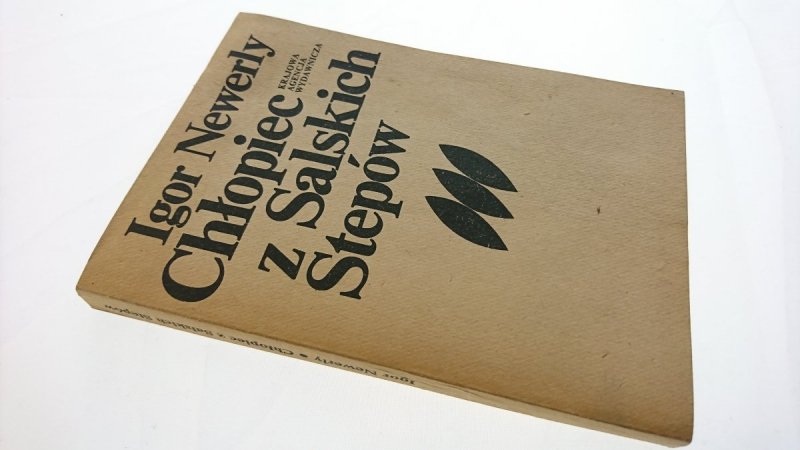 Igor Newerly
Chłopiec
z Salskich
Stepów
KRAJOWA
AGENCJA
WYDAWNICZA
Igor Newerly • Chłopiec z Salskich Stepów